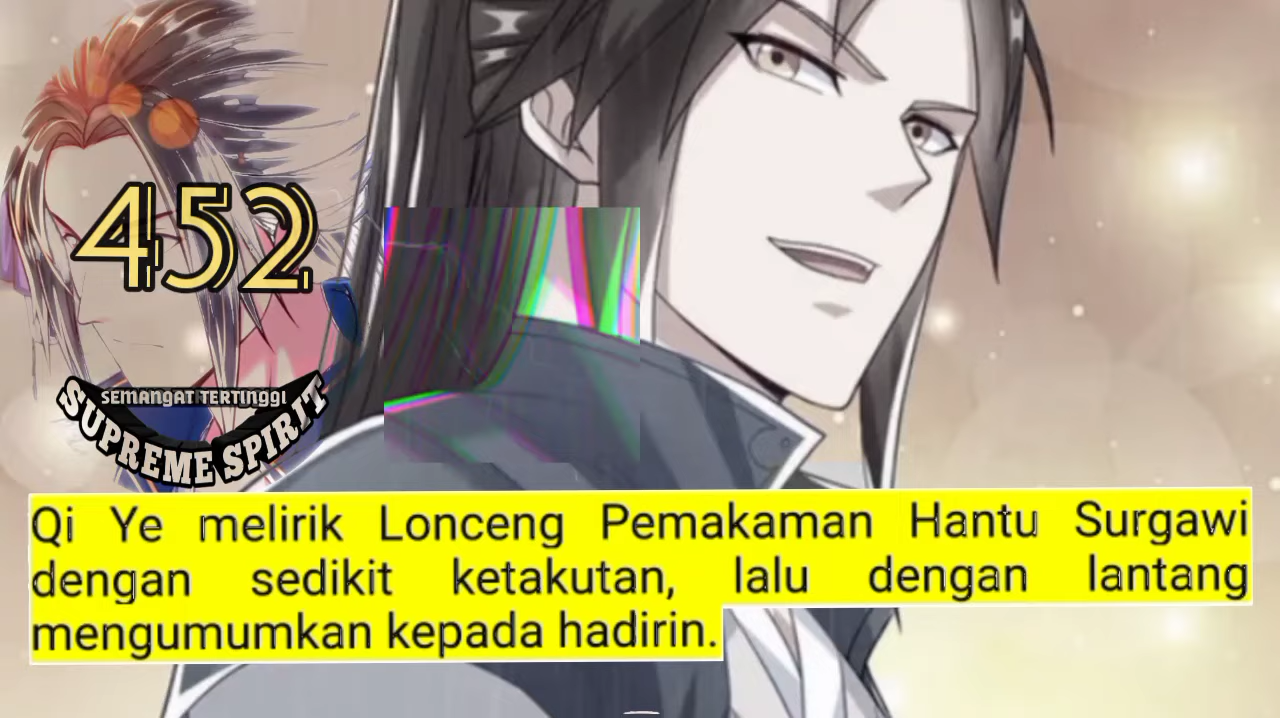 452
SEMANGAT TERTINGGI
SUPREME SPIRIT
Qi Ye melirik Lonceng Pemakaman Hantu Surgawi
dengan sedikit ketakutan, lalu dengan lantang
mengumumkan kepada hadirin.